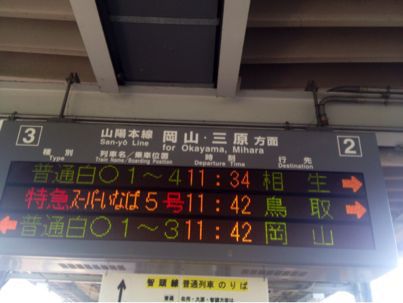 3 山陽本線 岡山・三原 方面 2
San-yō Line for Okayama, Mihara
種別 列車名/乗車位置 時刻 行先
Type Train Name/Boarding Position Departure Time Destination
普通白○1～4 11:34 相生 →
特急 スーパーいなば5号 11:42 鳥取 →
← 普通白○1～3 11:42 岡山
智頭線 普通列車 のりば ↑